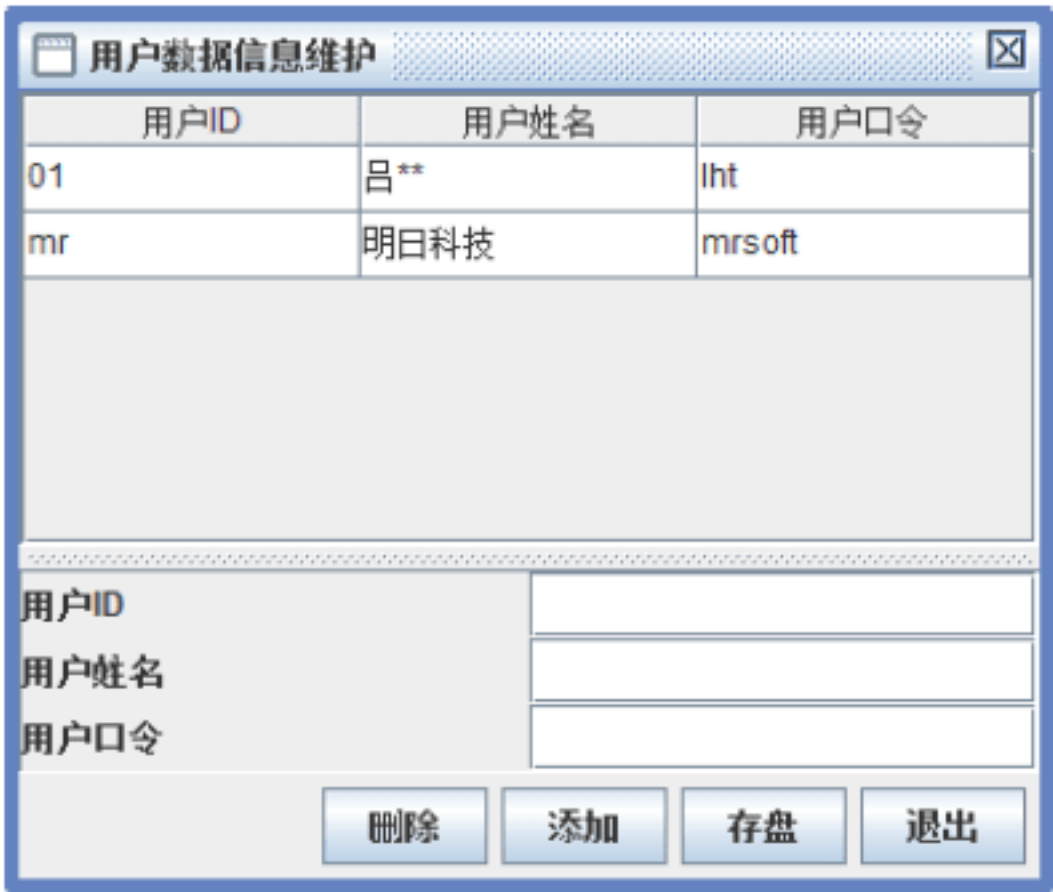 用户数据信息维护
用户ID 用户姓名 用户口令
01 吕** lht
mr 明日科技 mrsoft
用户ID
用户姓名
用户口令
删除 添加 存盘 退出